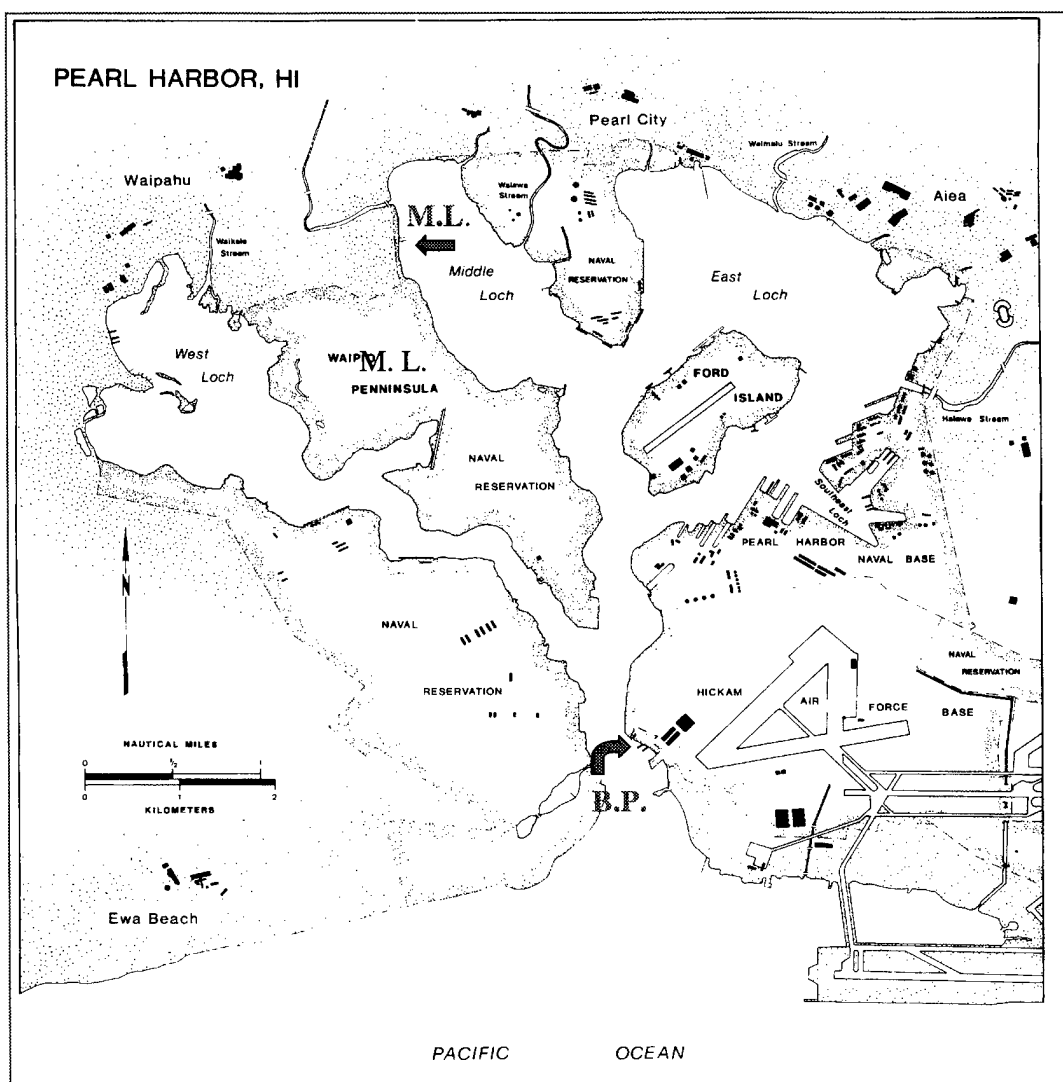 PEARL HARBOR, HI
Pearl City
Waimalu Stream
Waipahu
Waiawa
Stream
Aiea
M.L.
Waikele
Stream
Middle
Loch
NAVAL
RESERVATION
East
Loch
West
Loch
WAIPIO
M. L.
PENNINSULA
FORD
ISLAND
Halawa Stream
NAVAL
RESERVATION
Southeast
Loch
PEARL HARBOR
NAVAL BASE
N
NAVAL
RESERVATION
NAVAL
RESERVATION
HICKAM AIR FORCE BASE
NAUTICAL MILES
0 ½ 1
0 1 2
KILOMETERS
B.P.
Ewa Beach
PACIFIC OCEAN